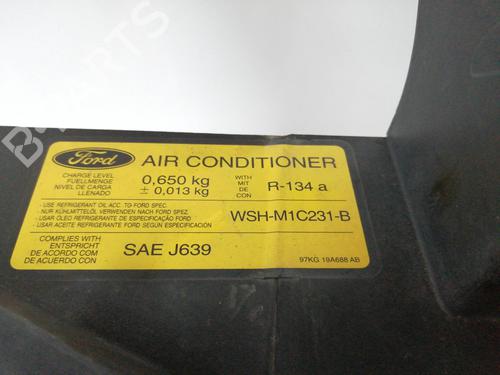 Ford
AIR CONDITIONER
CHARGE LEVEL
FUELLMENGE
NIVEL DE CARGA
LLENADO
0,650 kg
± 0,013 kg
WITH
MIT
DE
CON
R-134 a
- USE REFRIGERANT OIL ACC. TO FORD SPEC.
- NUR KÜHLMITTELÖL VERWENDEN NACH FORD SPEZ.
- USAR ÓLEO REFRIGERANTE DE ESPECIFICAÇÃO FORD
- USAR ACEITE REFRIGERANTE FORD SEGUN ESPECIFICACION
WSH-M1C231-B
COMPLIES WITH
ENTSPRICHT
DE ACORDO COM
DE ACUERDO CON
SAE J639
97KG 19A688 AB